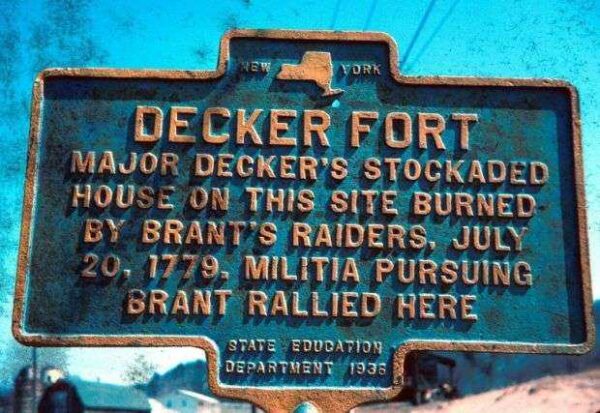 NEW YORK
DECKER FORT
MAJOR DECKER'S STOCKADED
HOUSE ON THIS SITE BURNED
BY BRANT'S RAIDERS, JULY
20, 1779. MILITIA PURSUING
BRANT RALLIED HERE
STATE EDUCATION
DEPARTMENT 1936